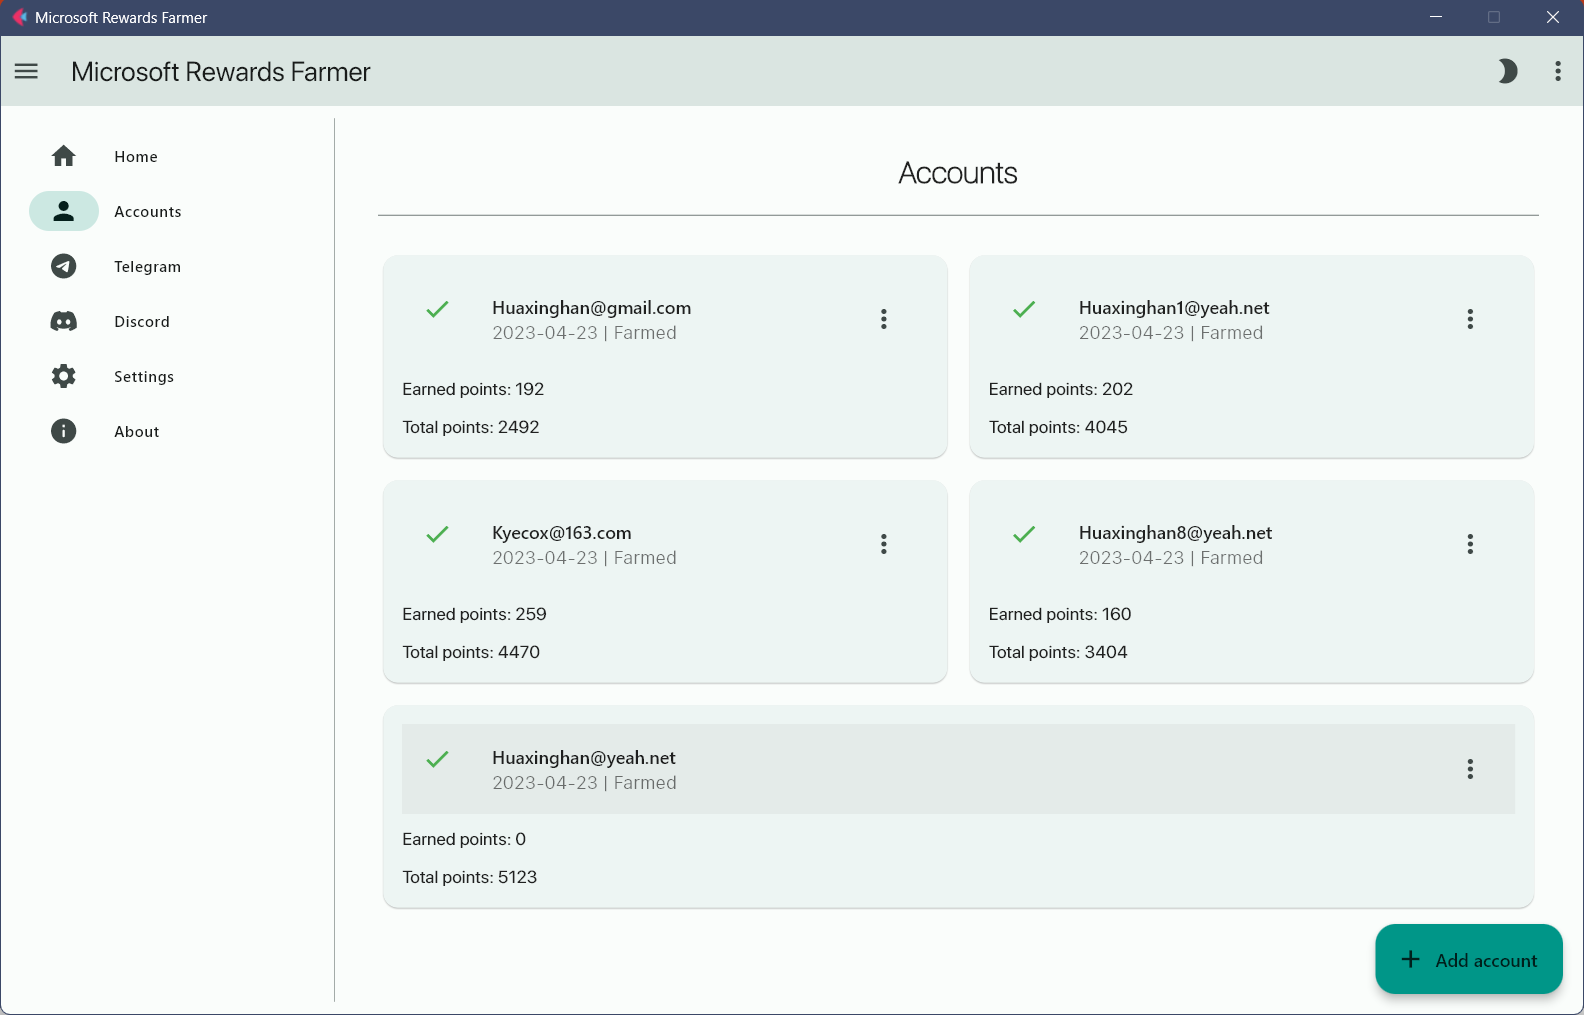 Microsoft Rewards Farmer
Microsoft Rewards Farmer
Home
Accounts
Telegram
Discord
Settings
About
Accounts
Huaxinghan@gmail.com
2023-04-23 | Farmed
Earned points: 192
Total points: 2492
Huaxinghan1@yeah.net
2023-04-23 | Farmed
Earned points: 202
Total points: 4045
Kyecox@163.com
2023-04-23 | Farmed
Earned points: 259
Total points: 4470
Huaxinghan8@yeah.net
2023-04-23 | Farmed
Earned points: 160
Total points: 3404
Huaxinghan@yeah.net
2023-04-23 | Farmed
Earned points: 0
Total points: 5123
Add account